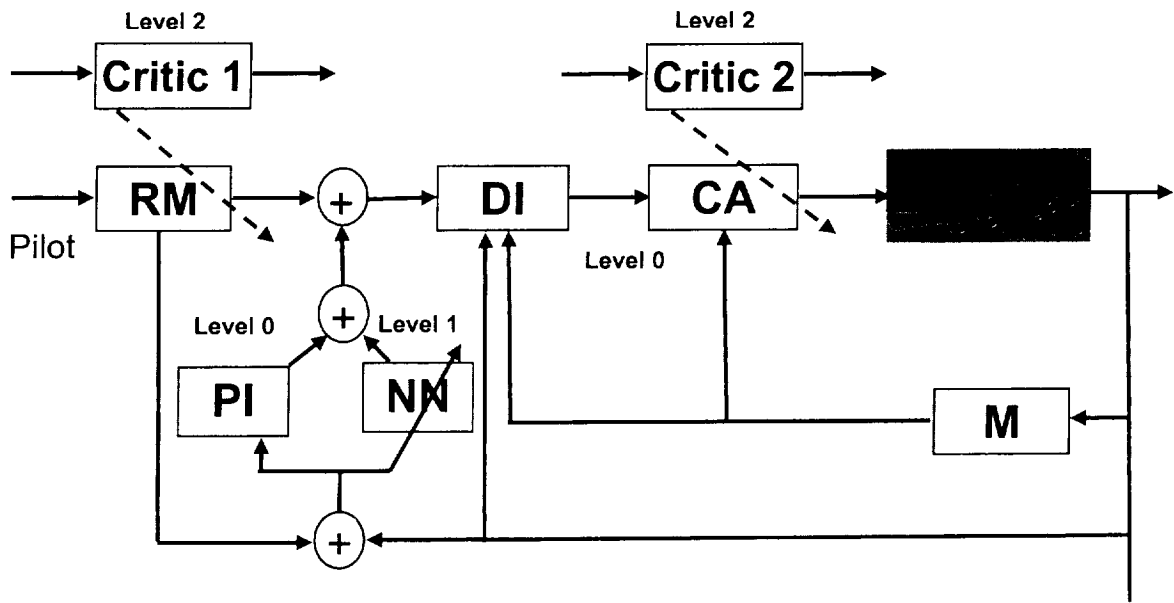 Level 2
Level 2
Critic 1
Critic 2
RM
+
DI
CA
Pilot
Level 0
Level 0
+
Level 1
PI
NN
M
+